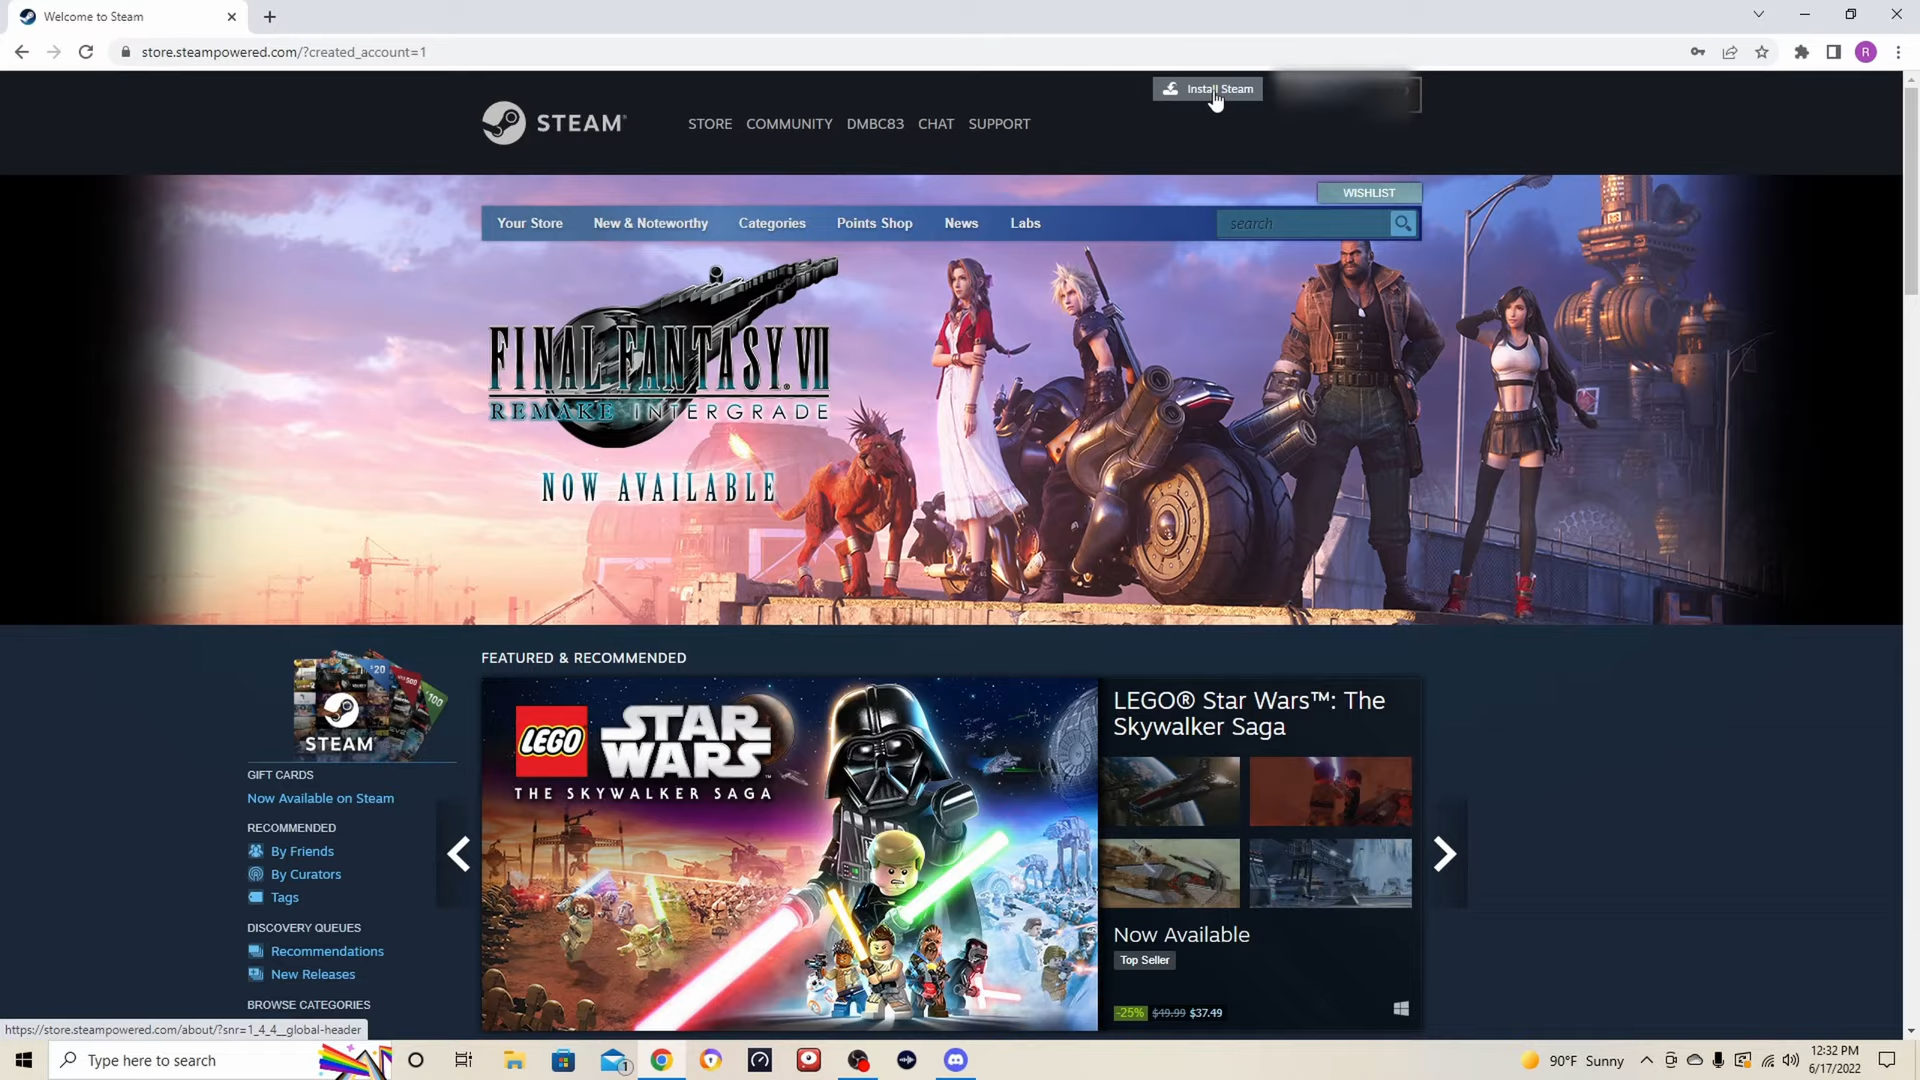 Welcome to Steam
store.steampowered.com/?created_account=1
R
Install Steam
STEAM
STORE COMMUNITY DMBC83 CHAT SUPPORT
WISHLIST
Your Store New & Noteworthy Categories Points Shop News Labs
search
FINAL FANTASY VII
REMAKE INTERGRADE
NOW AVAILABLE
FEATURED & RECOMMENDED
$20
$100
STEAM
GIFT CARDS
Now Available on Steam
RECOMMENDED
By Friends
By Curators
Tags
DISCOVERY QUEUES
Recommendations
New Releases
BROWSE CATEGORIES
LEGO STAR WARS
THE SKYWALKER SAGA
LEGO® Star Wars™: The
Skywalker Saga
Now Available
Top Seller
-25% $49.99 $37.49
https://store.steampowered.com/about/?snr=1_4_4__global-header
Type here to search
1
90°F Sunny
12:32 PM
6/17/2022